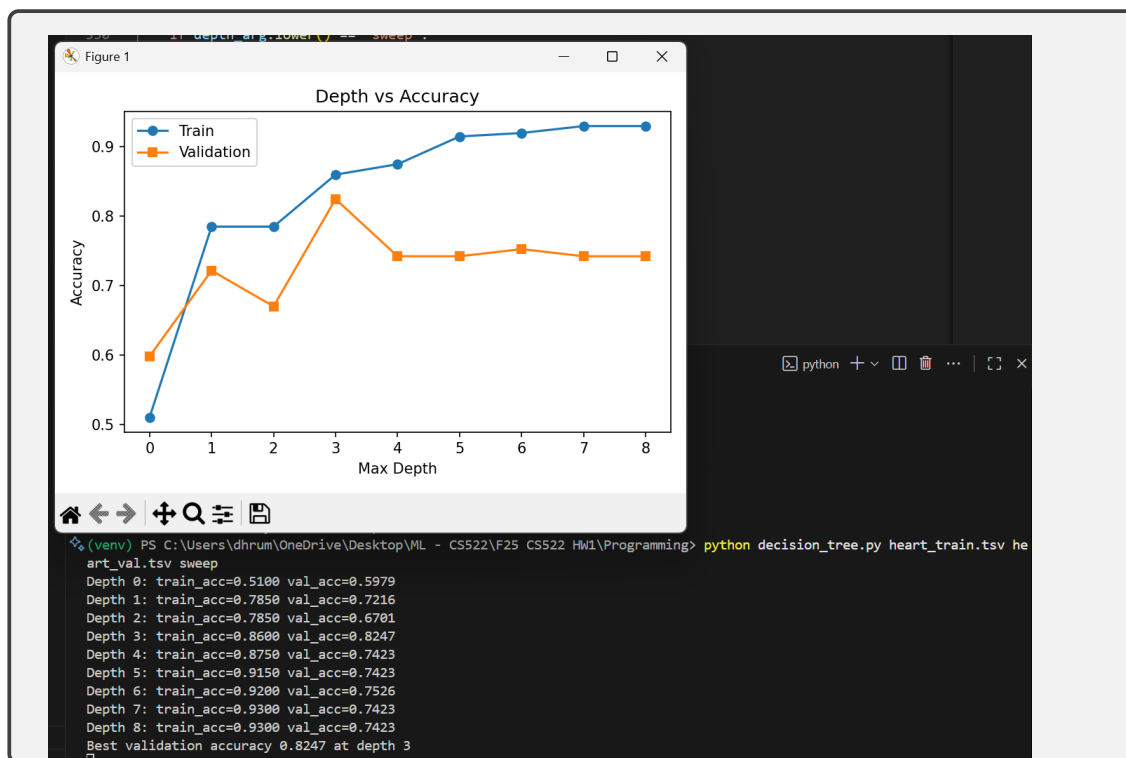 330 if depth_arg.lower() == "sweep":
Figure 1
Depth vs Accuracy
Train
Validation
0.9
0.8
0.7
0.6
0.5
Accuracy
0 1 2 3 4 5 6 7 8
Max Depth
python
(venv) PS C:\Users\dhrum\OneDrive\Desktop\ML - CS522\F25 CS522 HW1\Programming> python decision_tree.py heart_train.tsv he
art_val.tsv sweep
Depth 0: train_acc=0.5100 val_acc=0.5979
Depth 1: train_acc=0.7850 val_acc=0.7216
Depth 2: train_acc=0.7850 val_acc=0.6701
Depth 3: train_acc=0.8600 val_acc=0.8247
Depth 4: train_acc=0.8750 val_acc=0.7423
Depth 5: train_acc=0.9150 val_acc=0.7423
Depth 6: train_acc=0.9200 val_acc=0.7526
Depth 7: train_acc=0.9300 val_acc=0.7423
Depth 8: train_acc=0.9300 val_acc=0.7423
Best validation accuracy 0.8247 at depth 3